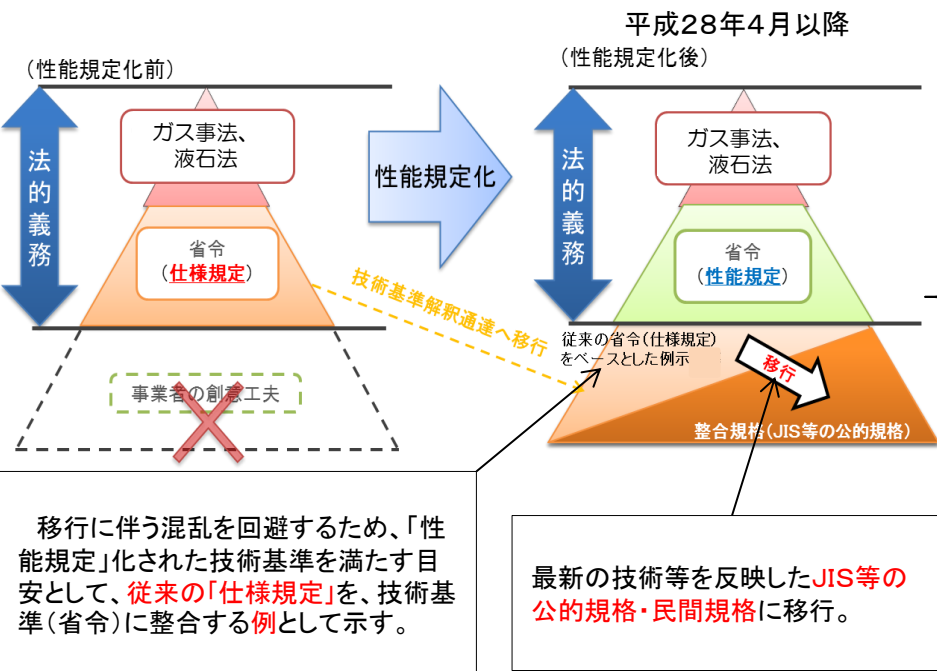 平成28年4月以降
(性能規定化前)
(性能規定化後)
法的義務
ガス事法、
液石法
省令
(仕様規定)
事業者の創意工夫
性能規定化
技術基準解釈通達へ移行
法的義務
ガス事法、
液石法
省令
(性能規定)
従来の省令(仕様規定)
をベースとした例示
移行
整合規格(JIS等の公的規格)
移行に伴う混乱を回避するため、「性
能規定」化された技術基準を満たす目
安として、従来の「仕様規定」を、技術基
準(省令)に整合する例として示す。
最新の技術等を反映したJIS等の
公的規格・民間規格に移行。